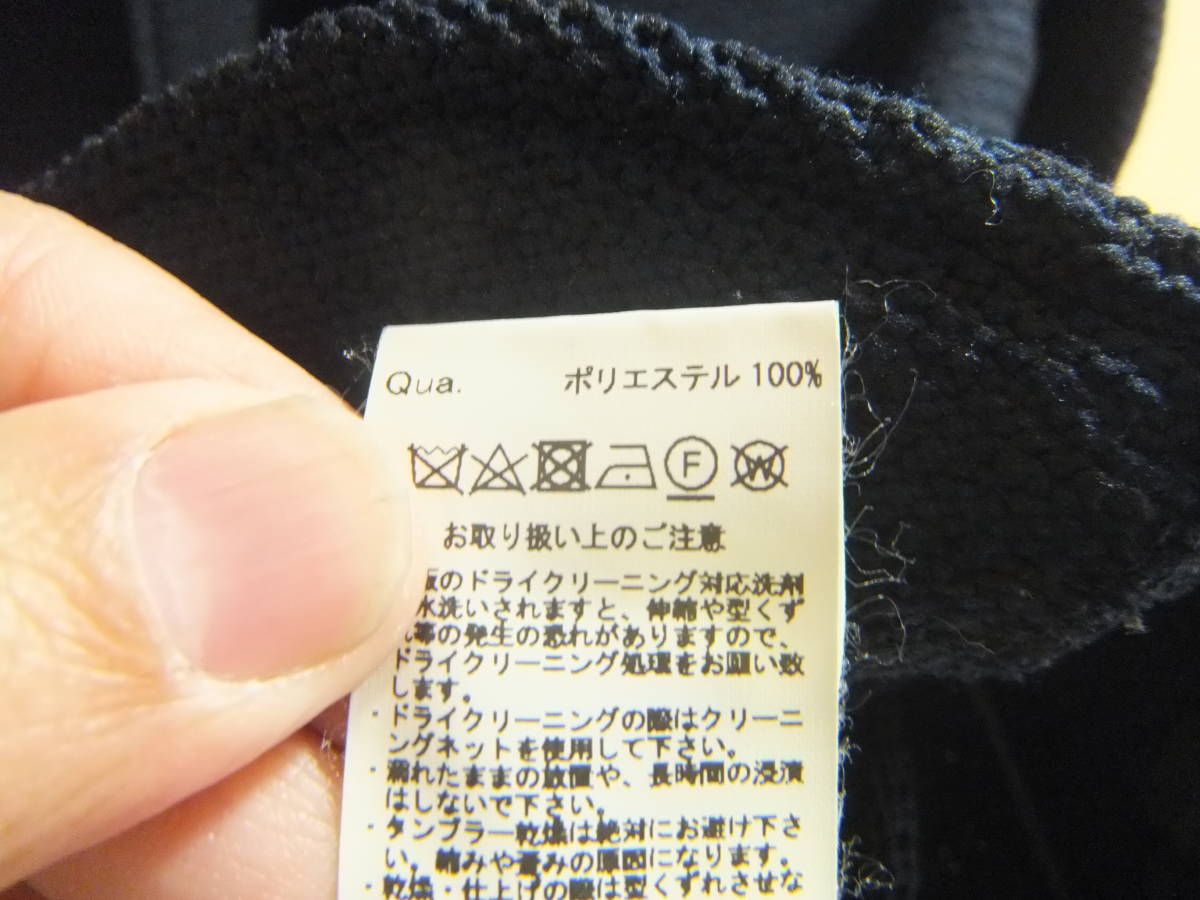 Qua. ポリエステル 100%
F W
お取り扱い上のご注意
のドライクリーニング対応洗剤
水洗いされますと、伸縮や型くず
等の発生の恐れがありますので、
ドライクリーニング処理をお願い致
します。
・ドライクリーニングの際はクリーニ
ングネットを使用して下さい。
・濡れたままの放置や、長時間の浸漬
はしないで下さい。
・タンブラー乾燥は絶対にお避け下さ
い。縮みや蒼みの原因になります。
・乾燥・仕上げの際は型くずれさせな